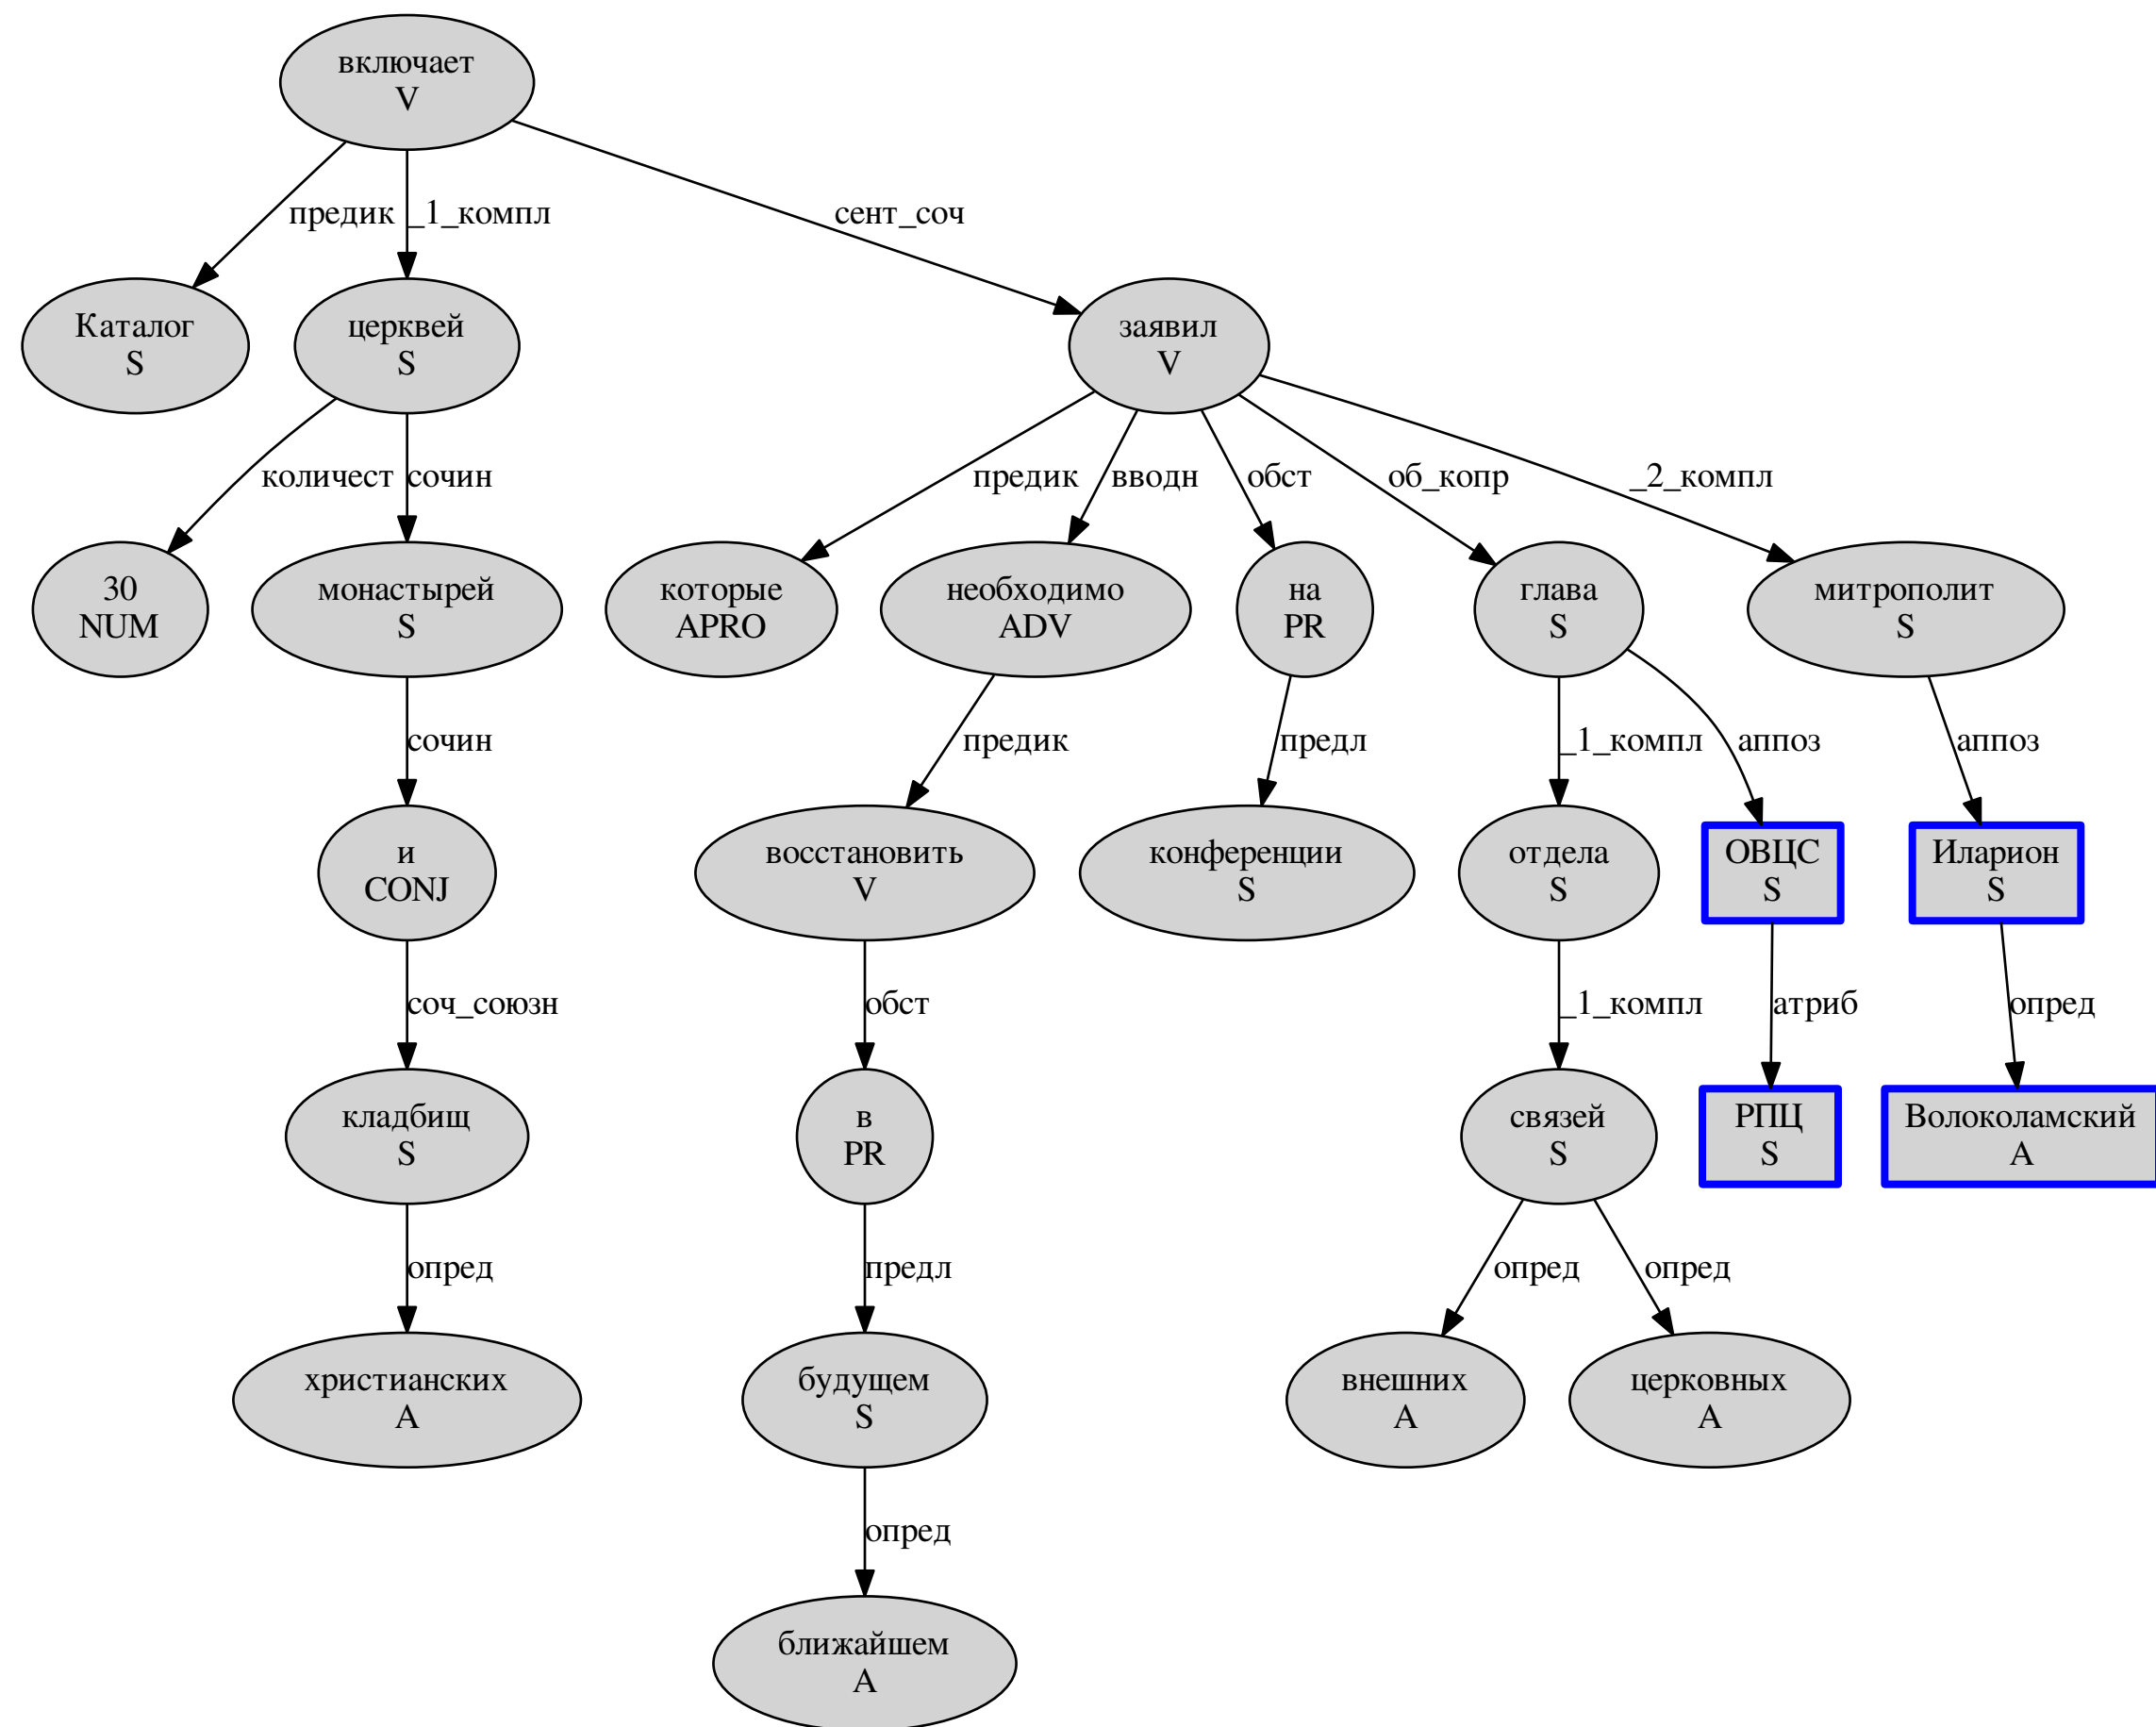 включает
V
предик
_1_компл
сент_соч
Каталог
S
церквей
S
заявил
V
количест
сочин
предик
вводн
обст
об_копр
_2_компл
30
NUM
монастырей
S
которые
APRO
необходимо
ADV
на
PR
глава
S
митрополит
S
сочин
предик
предл
_1_компл
аппоз
аппоз
и
CONJ
восстановить
V
конференции
S
отдела
S
ОВЦС
S
Иларион
S
соч_союзн
обст
_1_компл
атриб
опред
кладбищ
S
в
PR
связей
S
РПЦ
S
Волоколамский
A
опред
предл
опред
опред
христианских
A
будущем
S
внешних
A
церковных
A
опред
ближайшем
A